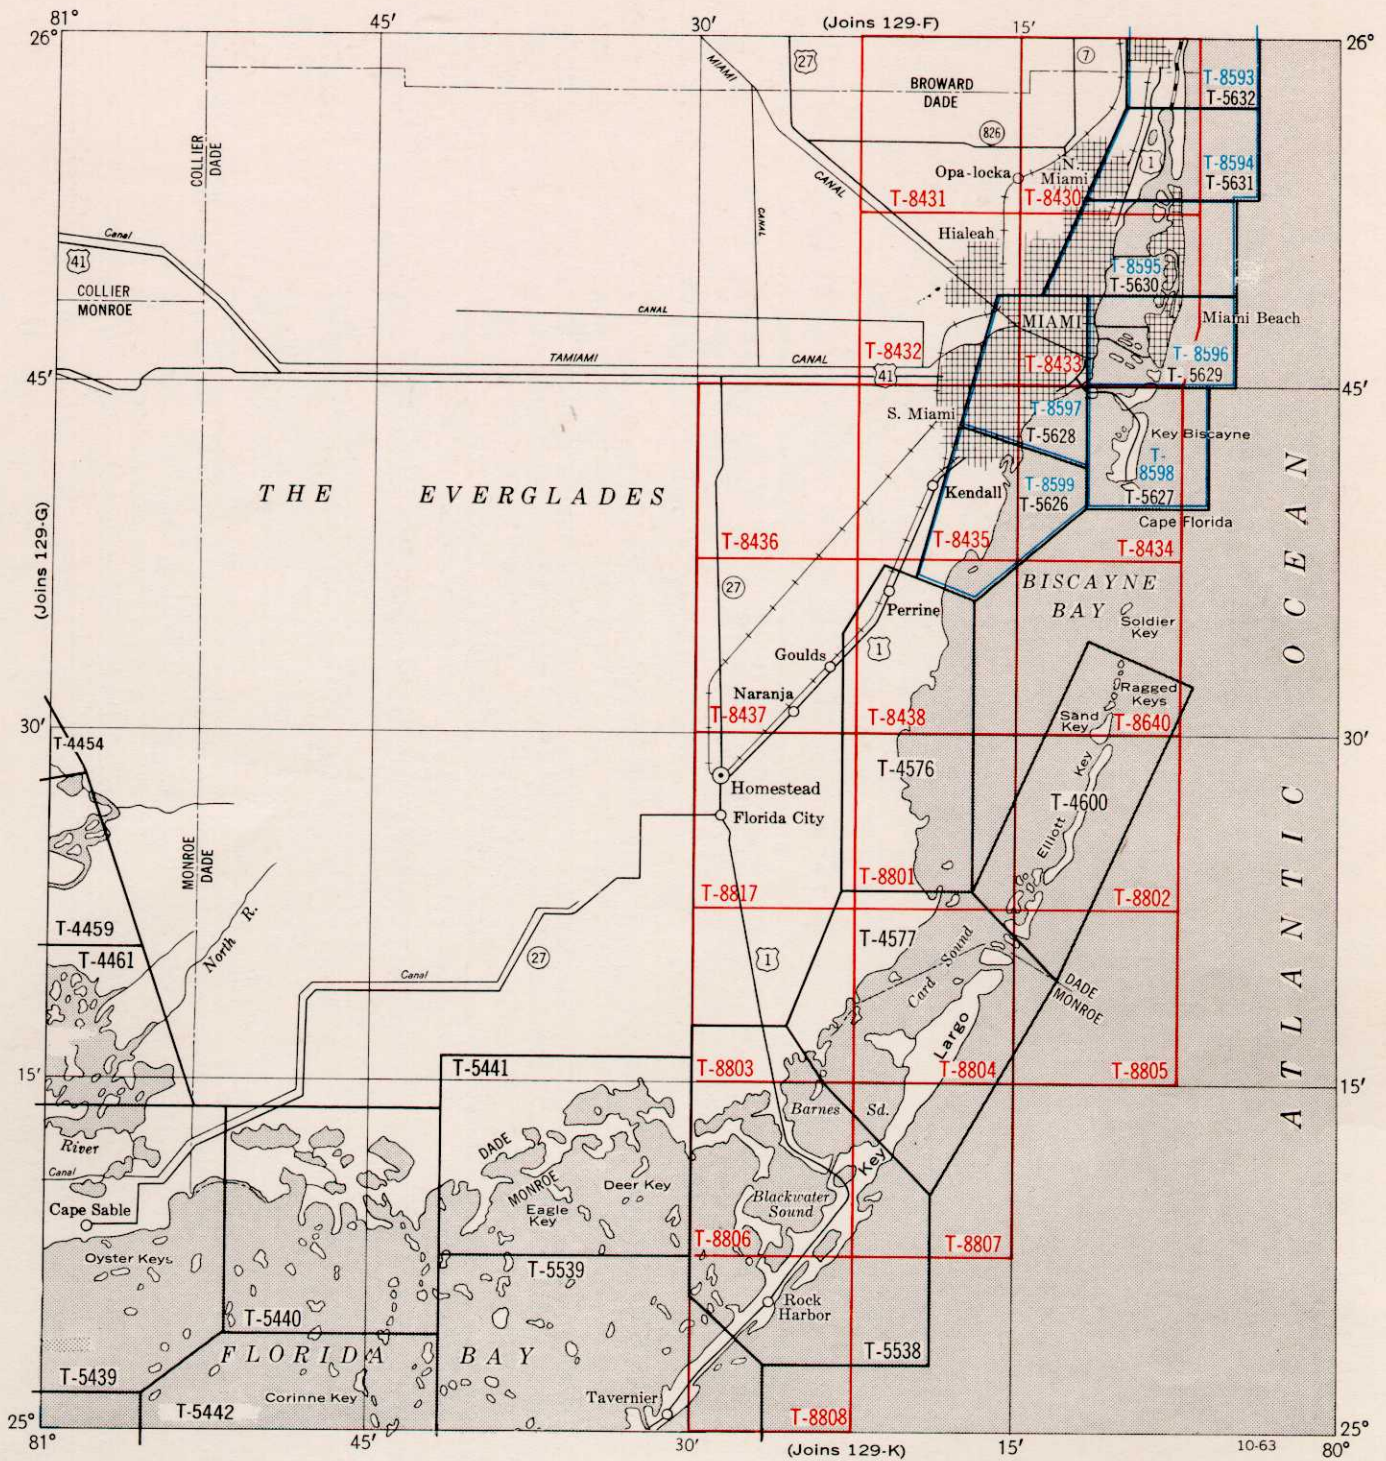 81°
45′
30′
(Joins 129-F)
15′
26°
26°
MIAMI
CANAL
27
7
BROWARD
DADE
826
T-8593
T-5632
COLLIER
DADE
Opa-locka
N.
Miami
1
T-8594
T-5631
CANAL
T-8431
T-8430
Canal
41
COLLIER
MONROE
Hialeah
T-8595
T-5630
CANAL
MIAMI
Miami Beach
TAMIAMI
CANAL
T-8432
T-8433
T-8596
T-5629
45′
41
45′
S. Miami
T-8597
T-5628
Key Biscayne
T-
8598
T-5627
THE EVERGLADES
Kendall
T-8599
T-5626
Cape Florida
(Joins 129-G)
T-8436
T-8435
T-8434
27
BISCAYNE
BAY
Perrine
Soldier
Key
ATLANTIC OCEAN
Goulds
1
Naranja
Ragged
Keys
Sand
Key
30′
T-8437
T-8438
T-8640
30′
T-4454
T-4576
Homestead
Elliott Key
T-4600
Florida City
MONROE
DADE
T-8817
T-8801
T-8802
T-4459
T-4461
North R.
T-4577
Card Sound
Canal
27
1
DADE
MONROE
Key Largo
15′
T-5441
T-8803
T-8804
T-8805
15′
Barnes Sd.
River
Canal
DADE
MONROE
Deer Key
Eagle
Key
Blackwater
Sound
Cape Sable
Oyster Keys
T-8806
T-8807
T-5539
T-5440
Rock
Harbor
FLORIDA BAY
T-5439
T-5538
Corinne Key
Tavernier
T-5442
T-8808
25°
25°
81°
45′
30′
(Joins 129-K)
15′
10-63
80°